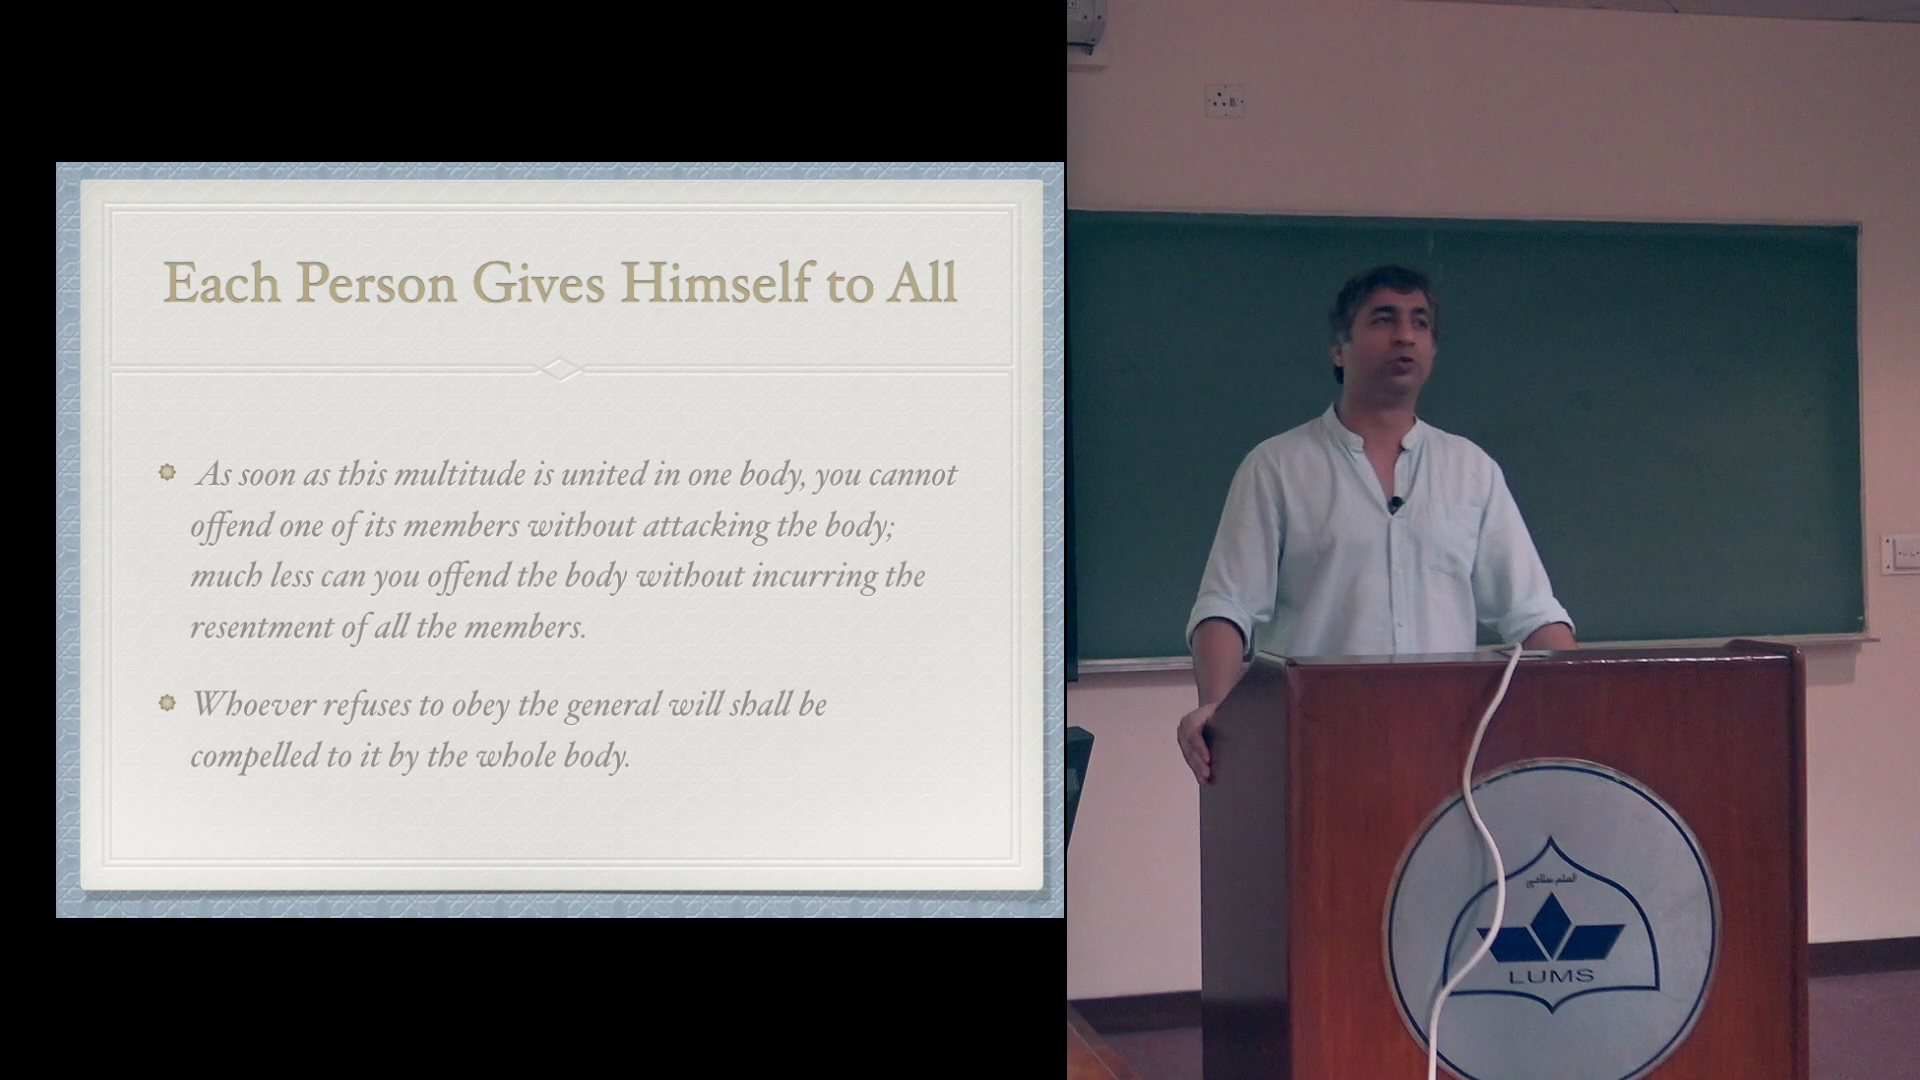 Each Person Gives Himself to All
As soon as this multitude is united in one body, you cannot
offend one of its members without attacking the body;
much less can you offend the body without incurring the
resentment of all the members.
Whoever refuses to obey the general will shall be
compelled to it by the whole body.
LUMS